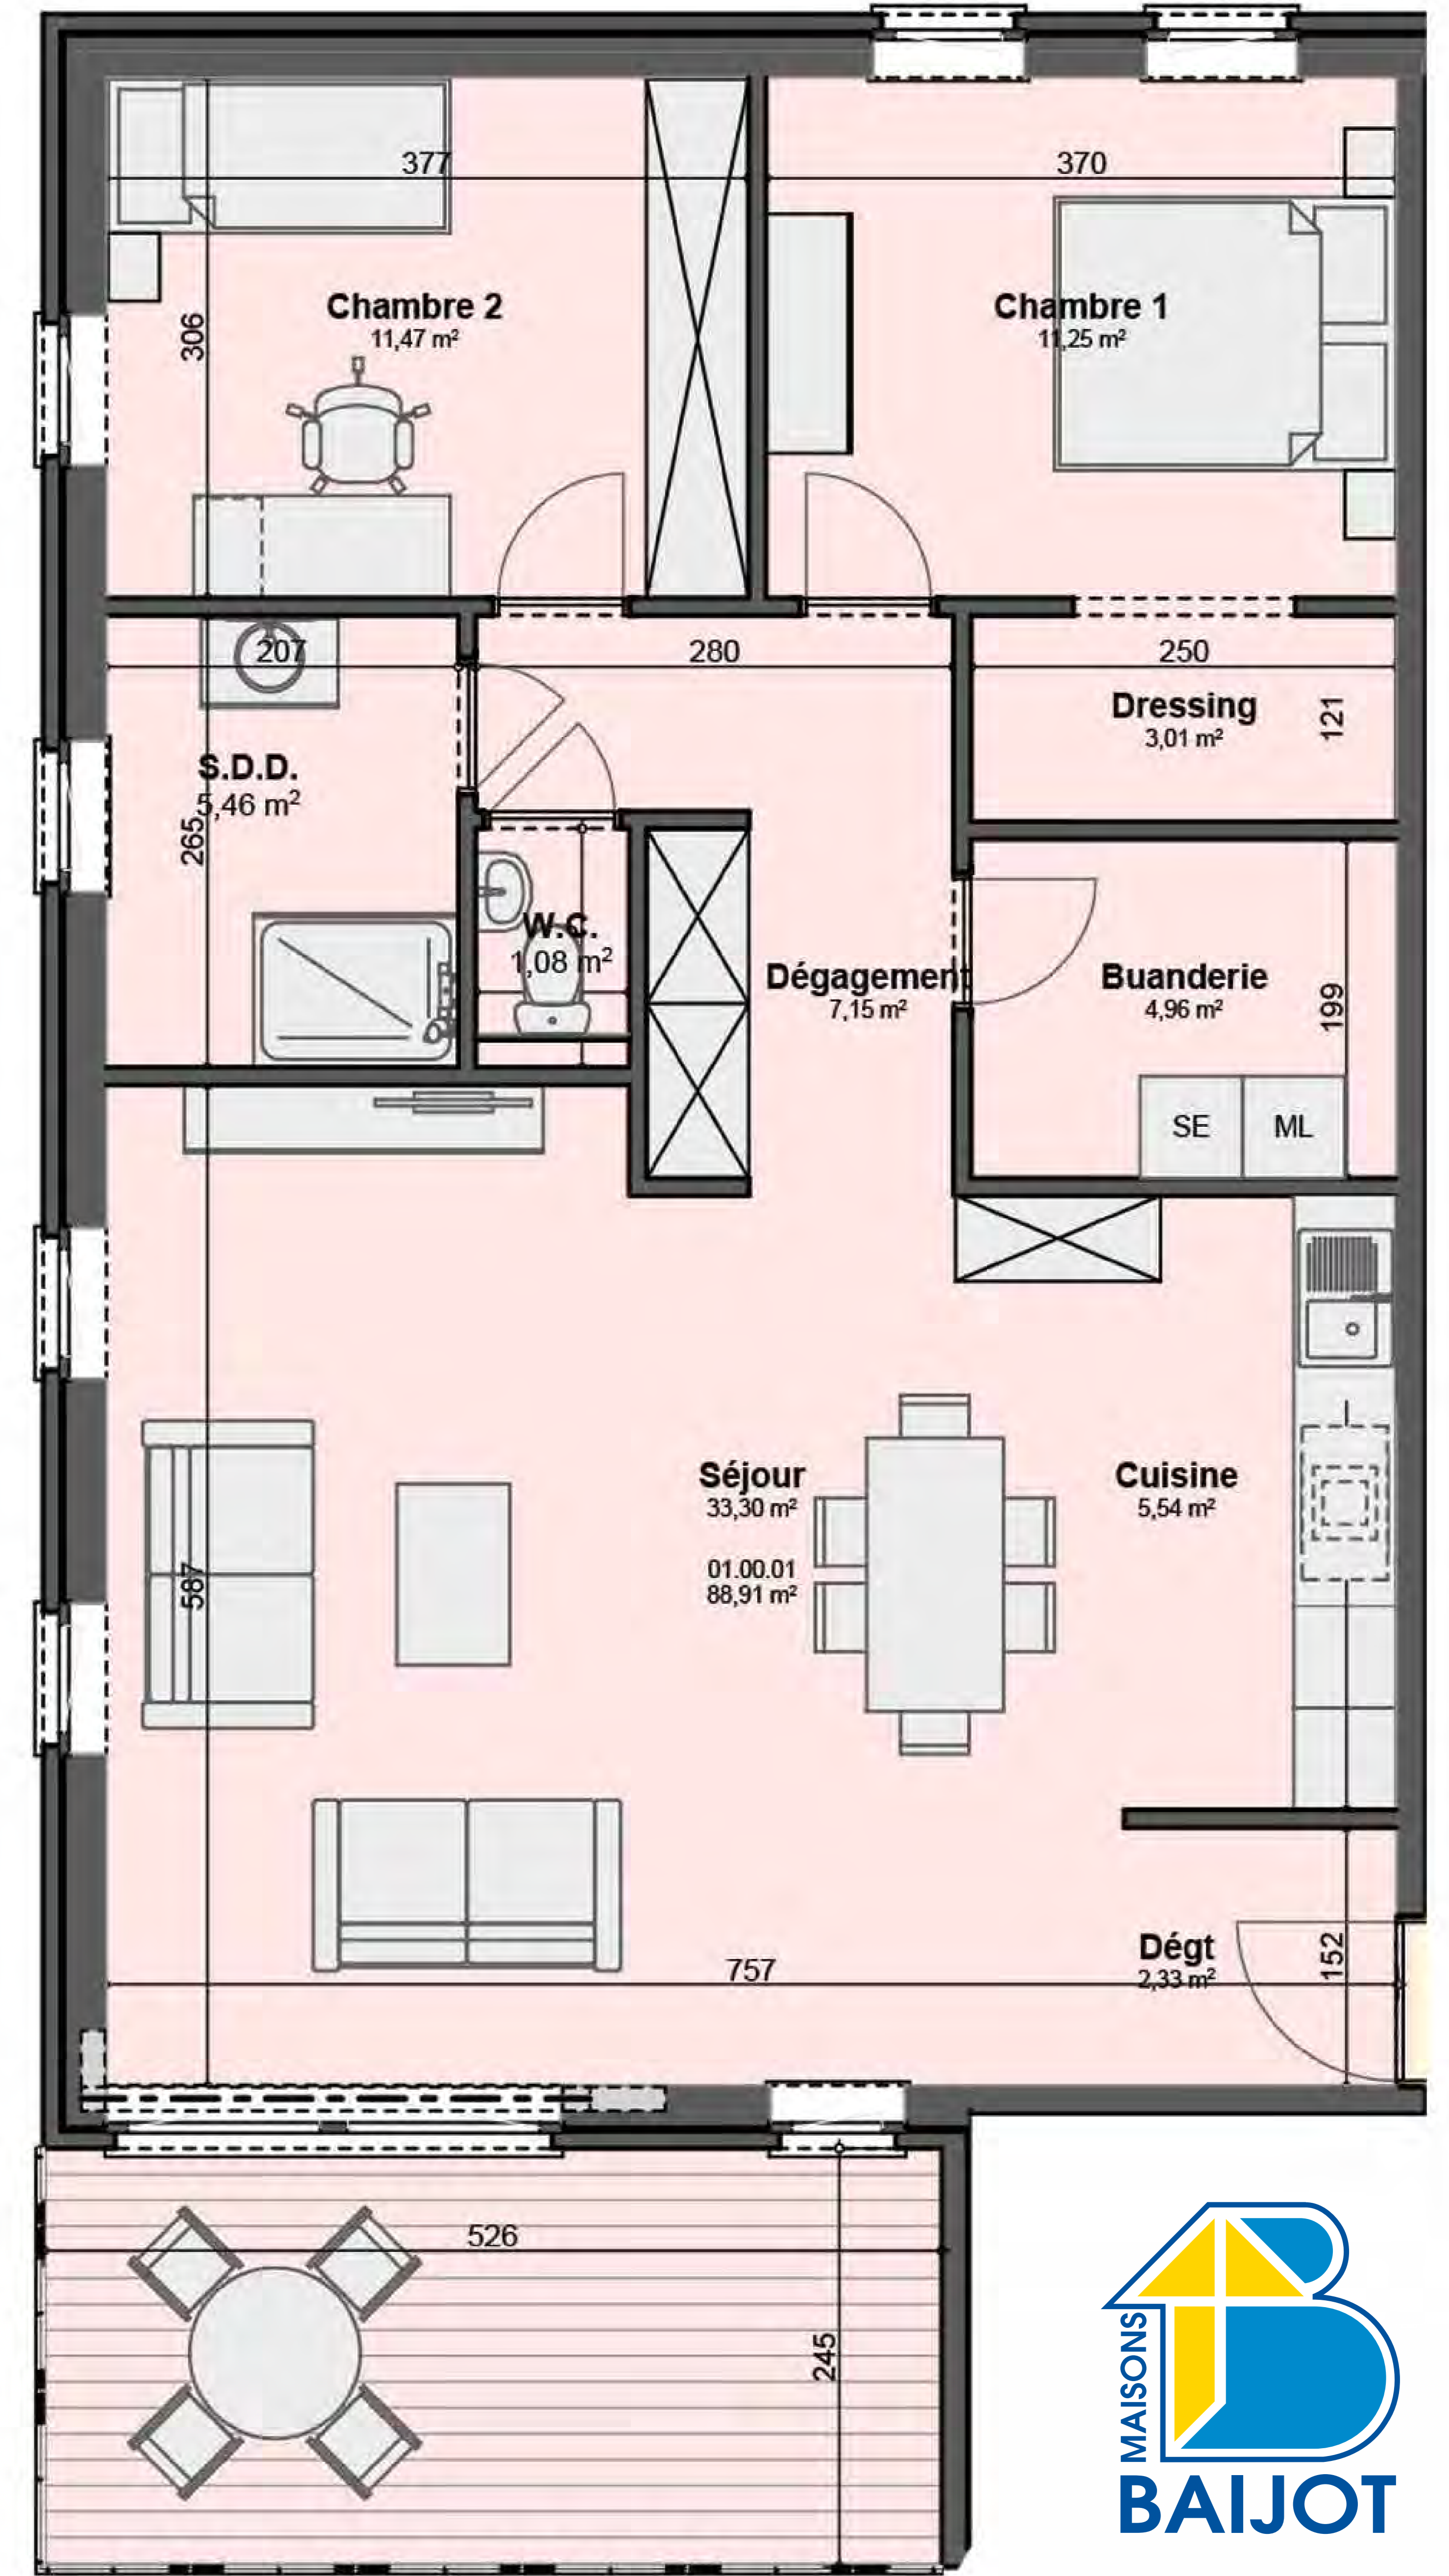 377
370
Chambre 2
11,47 m²
306
Chambre 1
11,25 m²
207
280
250
Dressing
3,01 m²
121
S.D.D.
5,46 m²
265
W.C.
1,08 m²
Dégagement
7,15 m²
Buanderie
4,96 m²
199
SE
ML
Séjour
33,30 m²
01.00.01
88,91 m²
Cuisine
5,54 m²
587
Dégt
2,33 m²
152
757
526
245
MAISONS
BAIJOT